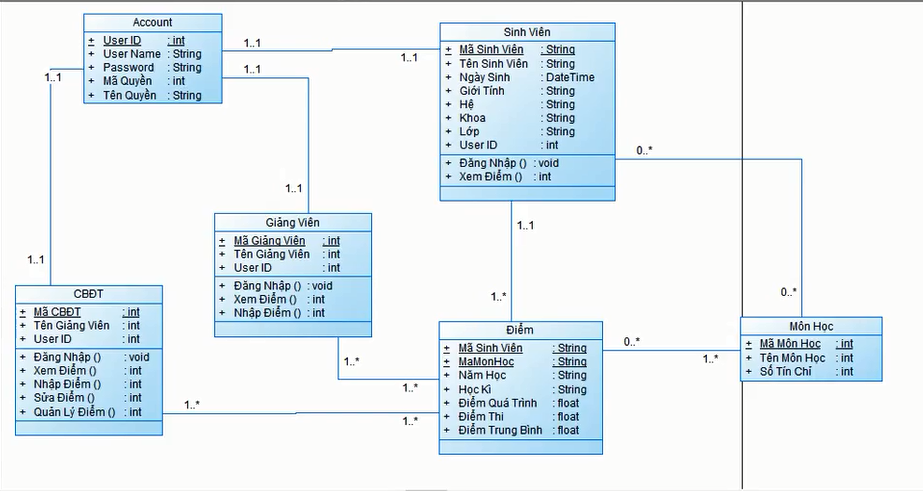 Account
+ User ID : int
+ User Name : String
+ Password : String
+ Mã Quyền : int
+ Tên Quyền : String
1..1
1..1
1..1
1..1
1..1
1..1
Sinh Viên
+ Mã Sinh Viên : String
+ Tên Sinh Viên : String
+ Ngày Sinh : DateTime
+ Giới Tính : String
+ Hệ : String
+ Khoa : String
+ Lớp : String
+ User ID : int
+ Đăng Nhập () : void
+ Xem Điểm () : int
0..*
0..*
1..1
1..*
Giảng Viên
+ Mã Giảng Viên : int
+ Tên Giảng Viên : int
+ User ID : int
+ Đăng Nhập () : void
+ Xem Điểm () : int
+ Nhập Điểm () : int
1..*
1..*
CBĐT
+ Mã CBĐT : int
+ Tên Giảng Viên : int
+ User ID : int
+ Đăng Nhập () : void
+ Xem Điểm () : int
+ Nhập Điểm () : int
+ Sửa Điểm () : int
+ Quản Lý Điểm () : int
1..*
1..*
Điểm
+ Mã Sinh Viên : String
+ MaMonHoc : String
+ Năm Học : String
+ Học Kì : String
+ Điểm Quá Trình : float
+ Điểm Thi : float
+ Điểm Trung Bình : float
0..*
1..*
Môn Học
+ Mã Môn Học : int
+ Tên Môn Học : int
+ Số Tín Chỉ : int